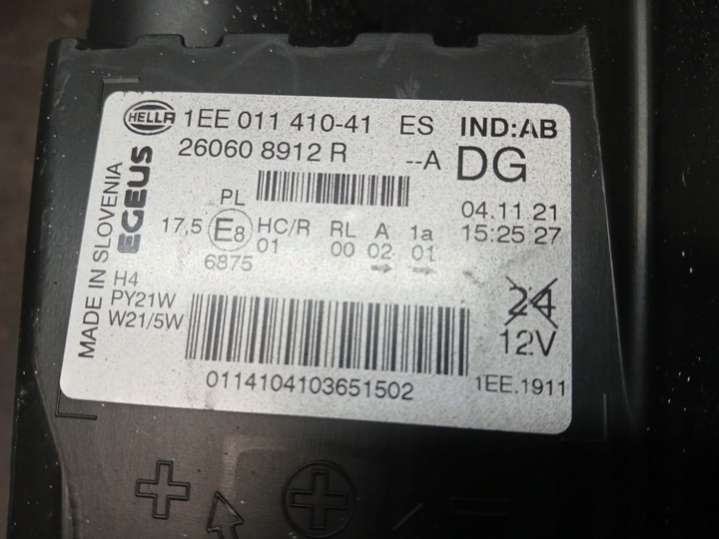 HELLA 1EE 011 410-41 ES IND:AB
26060 8912 R --A DG
MADE IN SLOVENIA
EGEUS
PL
04.11.21
17,5 E8 HC/R RL A 1a
01 00 02 01
15:25 27
6875
H4
PY21W
W21/5W
24
12V
0114104103651502
1EE.1911